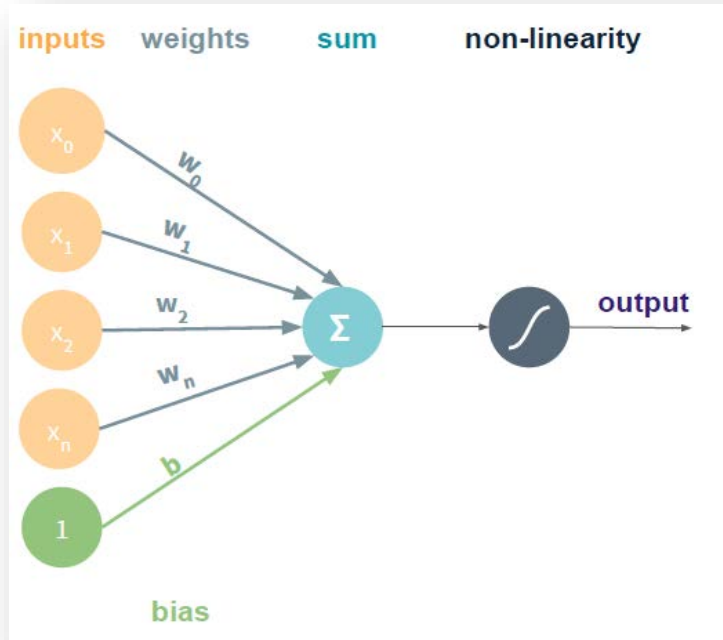 inputs weights sum non-linearity
x₀
w₀
x₁
w₁
x₂
w₂
Σ
output
xₙ
wₙ
1
b
bias